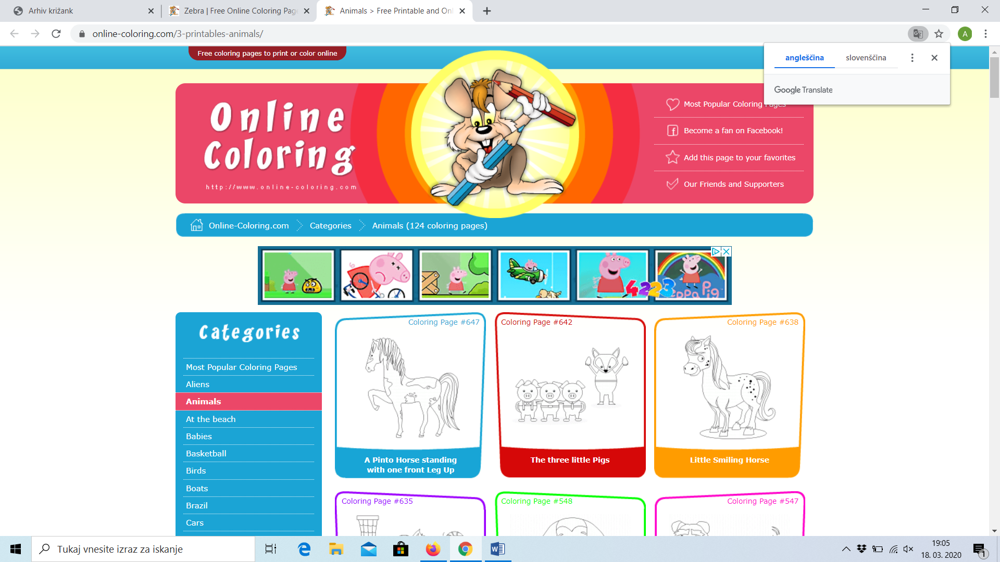 Arhiv križank
Zebra | Free Online Coloring Pag
Animals > Free Printable and Onl
online-coloring.com/3-printables-animals/
A
angleščina
slovenščina
Google Translate
Free coloring pages to print or color online
Online
Coloring
http://www.online-coloring.com
Most Popular Coloring Pages
Become a fan on Facebook!
Add this page to your favorites
Our Friends and Supporters
Online-Coloring.com
Categories
Animals (124 coloring pages)
4223
Categories
Most Popular Coloring Pages
Aliens
Animals
At the beach
Babies
Basketball
Birds
Boats
Brazil
Cars
Coloring Page #647
A Pinto Horse standing
with one front Leg Up
Coloring Page #642
The three little Pigs
Coloring Page #638
Little Smiling Horse
Coloring Page #635
Coloring Page #548
Coloring Page #547
Tukaj vnesite izraz za iskanje
19:05
18. 03. 2020
1